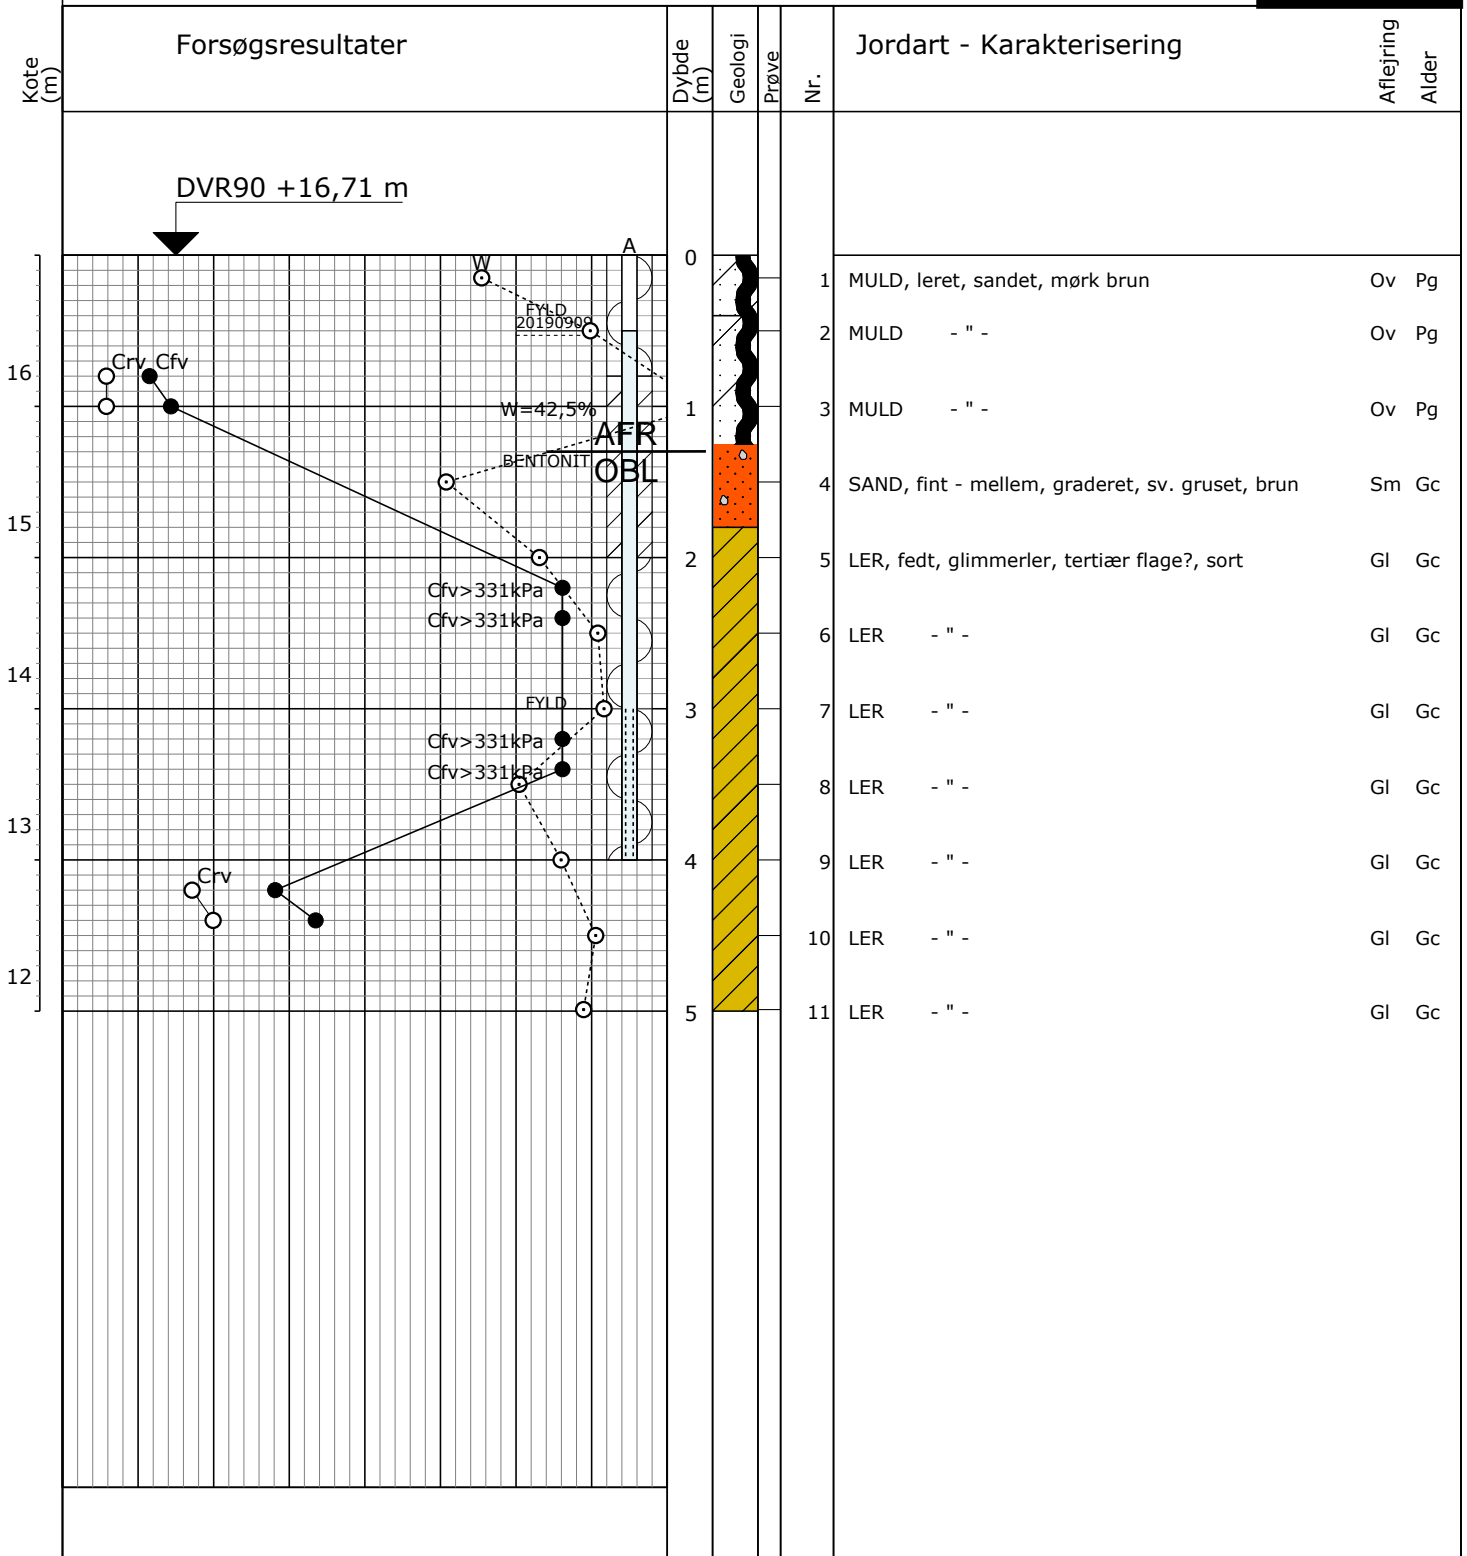 Forsøgsresultater
Kote (m)
Dybde (m)
Geologi
Prøve
Nr.
Jordart - Karakterisering
Aflejring
Alder
DVR90 +16,71 m
A
W
0
1 MULD, leret, sandet, mørk brun Ov Pg
FYLD
20190909
2 MULD - " - Ov Pg
16
Crv Cfv
W=42,5%
1
3 MULD - " - Ov Pg
AFR
BENTONIT
OBL
4 SAND, fint - mellem, graderet, sv. gruset, brun Sm Gc
15
2
5 LER, fedt, glimmerler, tertiær flage?, sort Gl Gc
Cfv>331kPa
Cfv>331kPa
6 LER - " - Gl Gc
14
FYLD
3
7 LER - " - Gl Gc
Cfv>331kPa
Cfv>331kPa
8 LER - " - Gl Gc
13
4
9 LER - " - Gl Gc
Crv
10 LER - " - Gl Gc
12
5
11 LER - " - Gl Gc